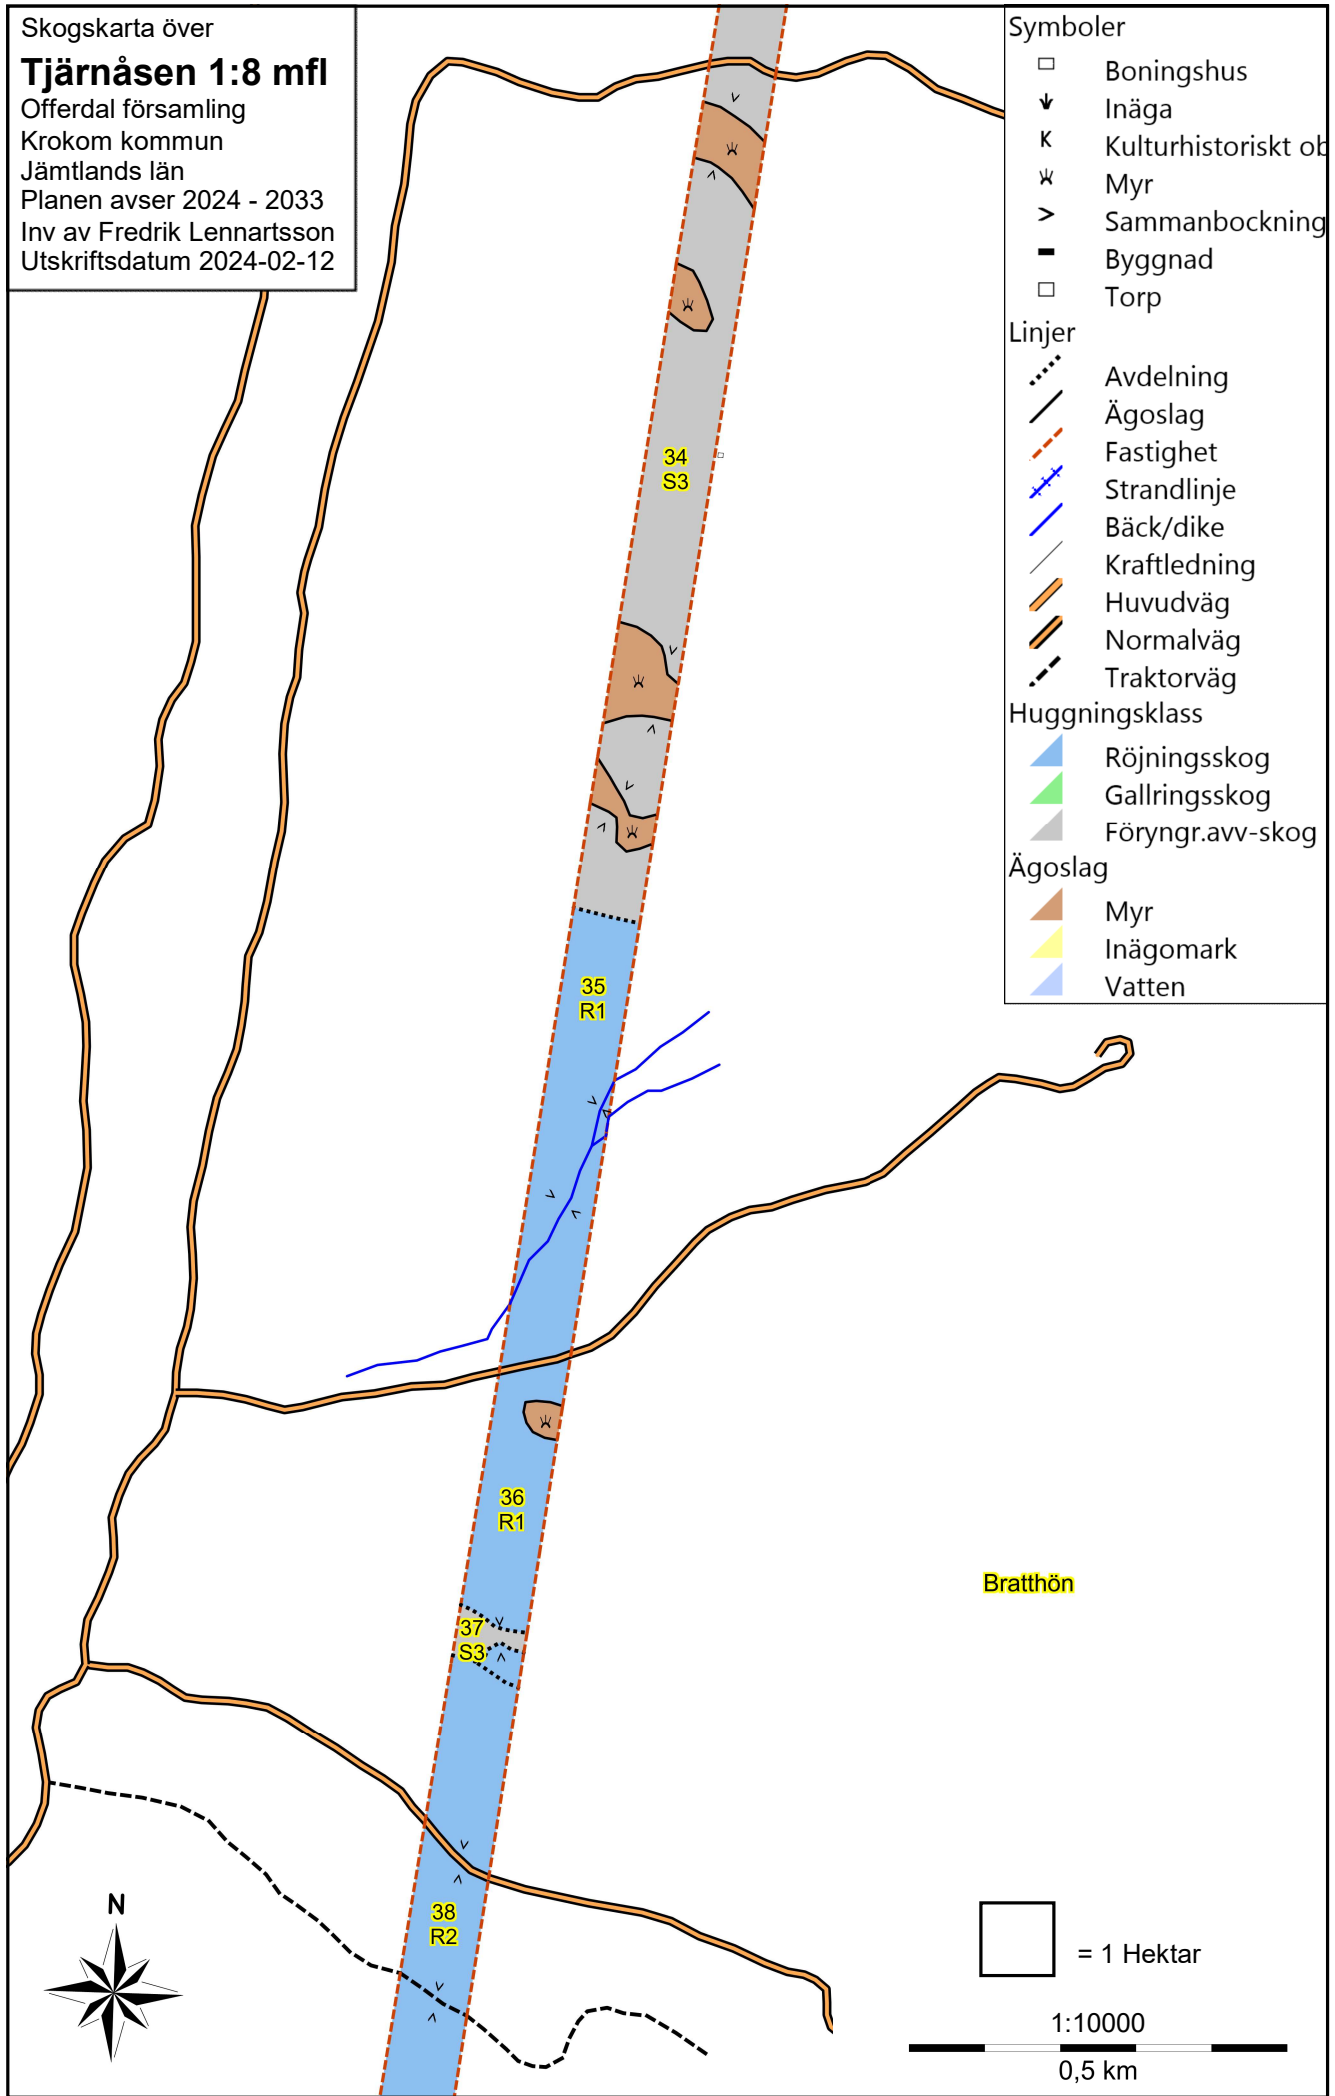 Skogskarta över
Tjärnåsen 1:8 mfl
Offerdal församling
Krokom kommun
Jämtlands län
Planen avser 2024 - 2033
Inv av Fredrik Lennartsson
Utskriftsdatum 2024-02-12
Symboler
Boningshus
Inäga
Kulturhistoriskt ob
Myr
Sammanbockning
Byggnad
Torp
Linjer
Avdelning
Ägoslag
Fastighet
Strandlinje
Bäck/dike
Kraftledning
Huvudväg
Normalväg
Traktorväg
Huggningsklass
Röjningsskog
Gallringsskog
Föryngr.avv-skog
Ägoslag
Myr
Inägomark
Vatten
34
S3
35
R1
36
R1
Bratthön
37
S3
38
R2
N
= 1 Hektar
1:10000
0,5 km